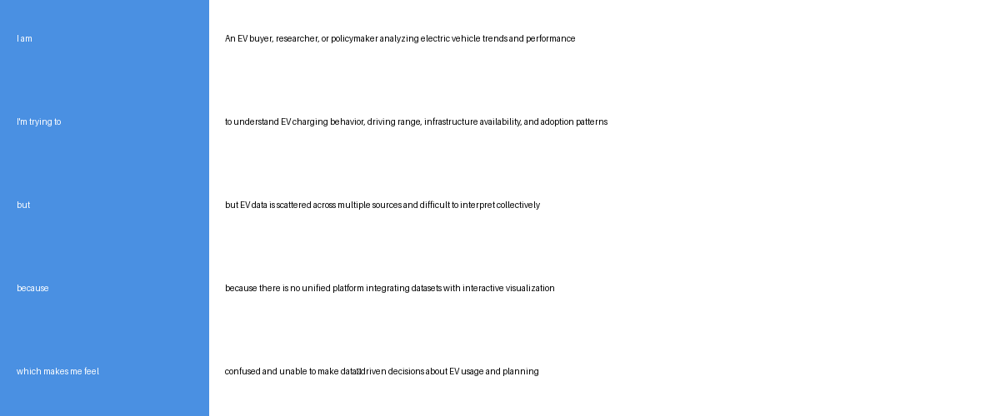 I am
An EV buyer, researcher, or policymaker analyzing electric vehicle trends and performance
I'm trying to
to understand EV charging behavior, driving range, infrastructure availability, and adoption patterns
but
but EV data is scattered across multiple sources and difficult to interpret collectively
because
because there is no unified platform integrating datasets with interactive visualization
which makes me feel
confused and unable to make data☒driven decisions about EV usage and planning